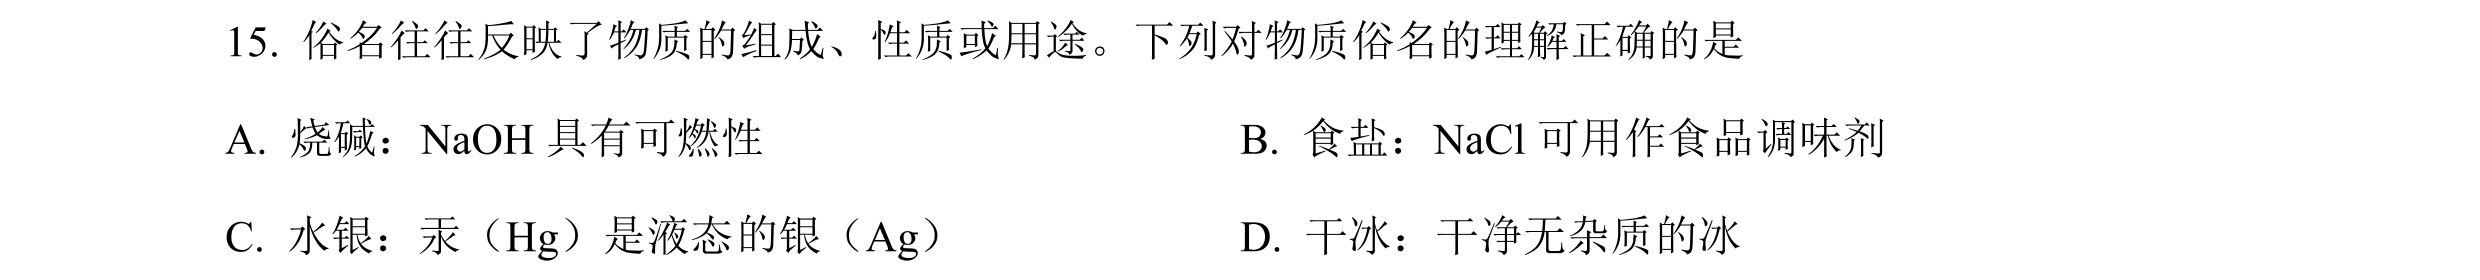 15. 俗名往往反映了物质的组成、性质或用途。下列对物质俗名的理解正确的是
A. 烧碱：NaOH 具有可燃性 B. 食盐：NaCl 可用作食品调味剂
C. 水银：汞（Hg）是液态的银（Ag） D. 干冰：干净无杂质的冰